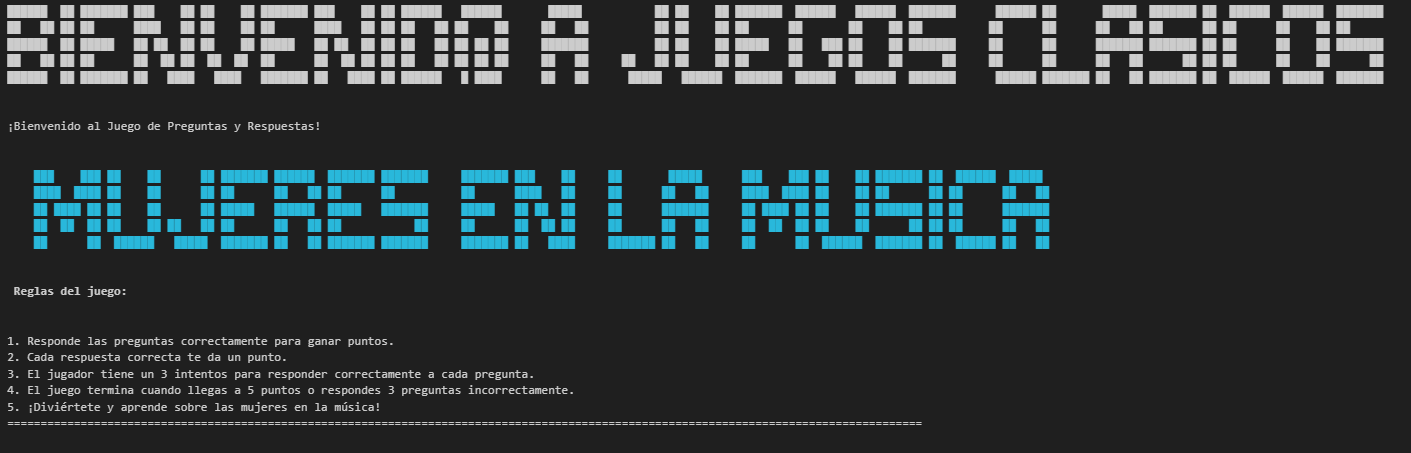 BIENVENIDO A JUEGOS CLASICOS
¡Bienvenido al Juego de Preguntas y Respuestas!
MUJERES EN LA MUSICA
Reglas del juego:
1. Responde las preguntas correctamente para ganar puntos.
2. Cada respuesta correcta te da un punto.
3. El jugador tiene un 3 intentos para responder correctamente a cada pregunta.
4. El juego termina cuando llegas a 5 puntos o respondes 3 preguntas incorrectamente.
5. ¡Diviértete y aprende sobre las mujeres en la música!